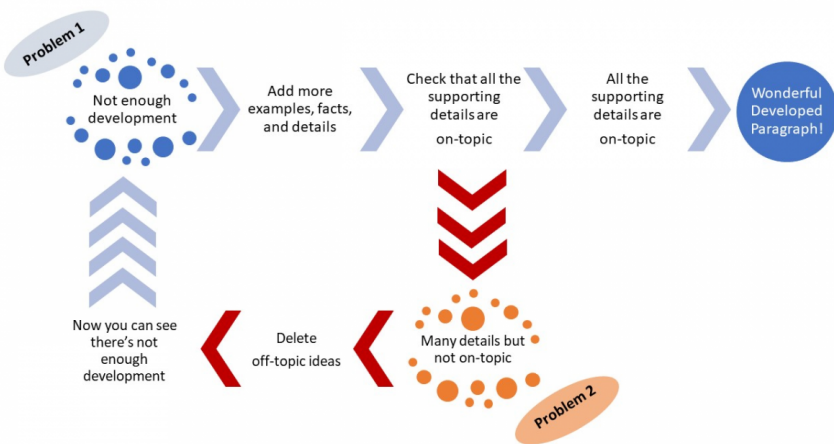 Problem 1
Not enough
development
Add more
examples, facts,
and details
Check that all the
supporting
details are
on-topic
All the
supporting
details are
on-topic
Wonderful
Developed
Paragraph!
Many details but
not on-topic
Problem 2
Delete
off-topic ideas
Now you can see
there's not
enough
development